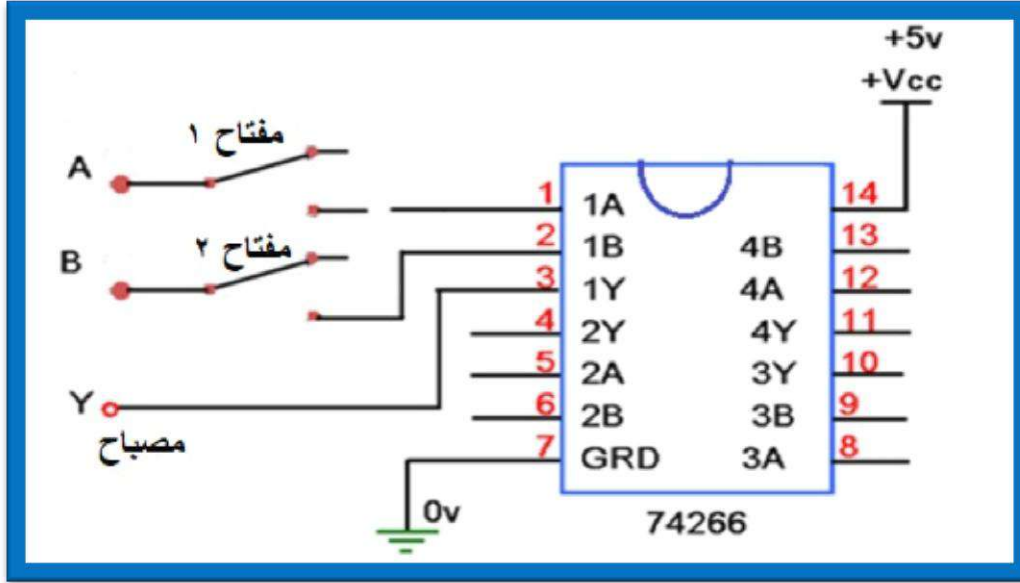 +5v
+Vcc
مفتاح ١
A
1 1A 14
2 1B 4B 13
مفتاح ٢
B
3 1Y 4A 12
4 2Y 4Y 11
5 2A 3Y 10
Y
6 2B 3B 9
مصباح
7 GRD 3A 8
0v
74266